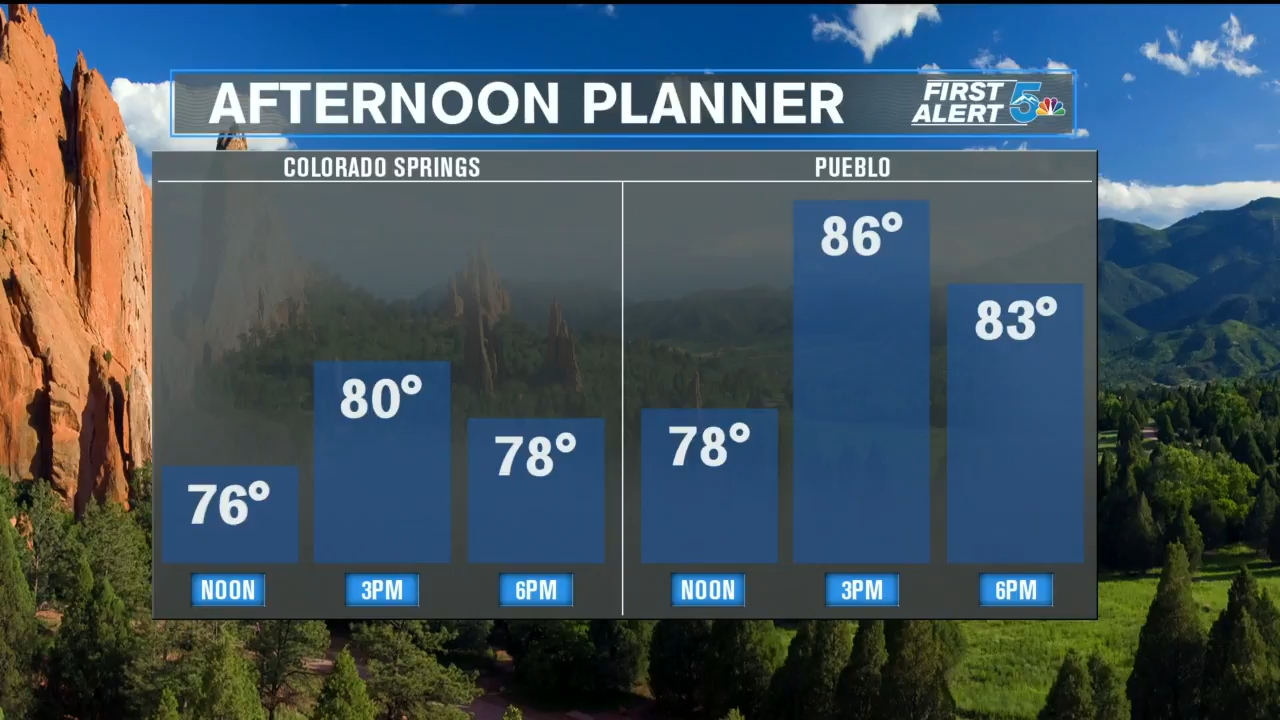 AFTERNOON PLANNER
FIRST
ALERT 5
COLORADO SPRINGS
76°
80°
78°
NOON
3PM
6PM
PUEBLO
78°
86°
83°
NOON
3PM
6PM